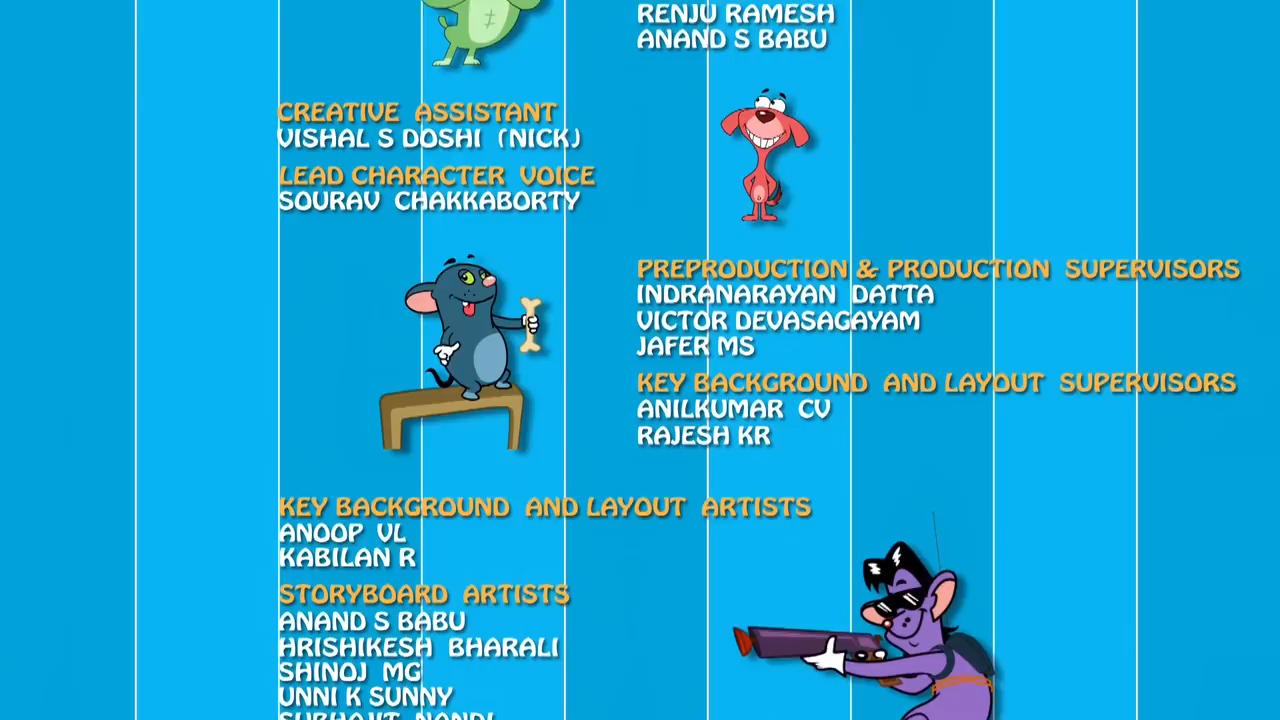 RENJU RAMESH
ANAND S BABU
CREATIVE ASSISTANT
VISHAL S DOSHI (NICK)
LEAD CHARACTER VOICE
SOURAV CHAKKABORTY
PREPRODUCTION & PRODUCTION SUPERVISORS
INDRANARAYAN DATTA
VICTOR DEVASAGAYAM
JAFER MS
KEY BACKGROUND AND LAYOUT SUPERVISORS
ANILKUMAR CV
RAJESH KR
KEY BACKGROUND AND LAYOUT ARTISTS
ANOOP VL
KABILAN R
STORYBOARD ARTISTS
ANAND S BABU
HRISHIKESH BHARALI
SHINOJ MG
UNNI K SUNNY
SUBHAJIT NANDI